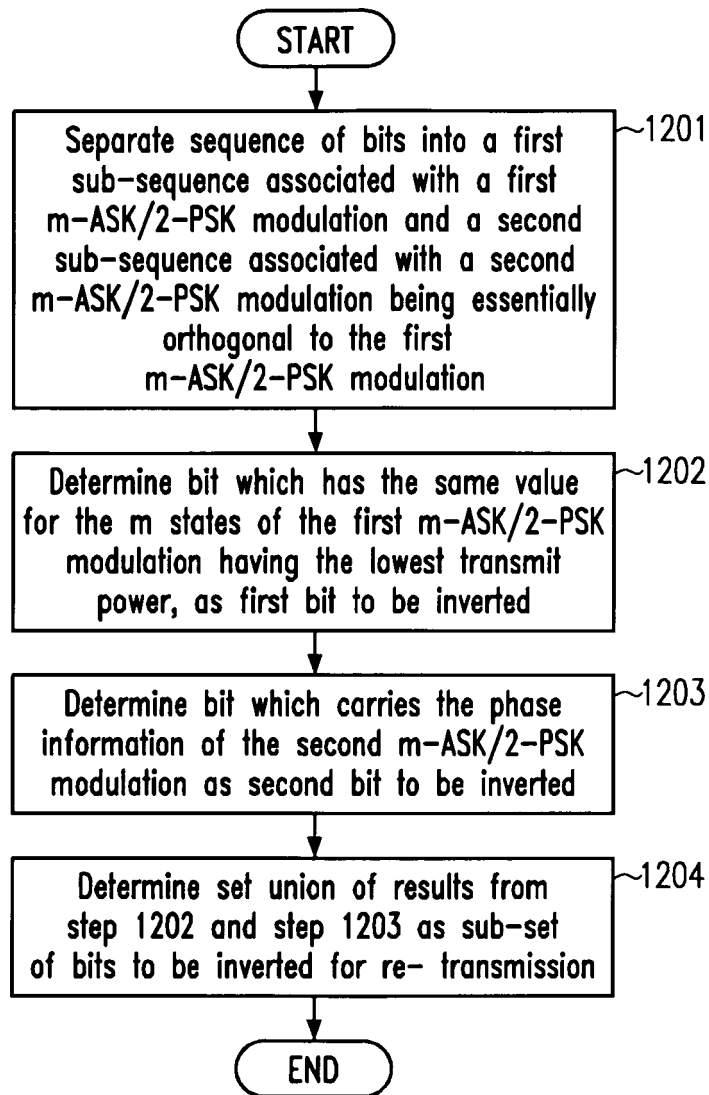 START
Separate sequence of bits into a first
sub-sequence associated with a first
m-ASK/2-PSK modulation and a second
sub-sequence associated with a second
m-ASK/2-PSK modulation being essentially
orthogonal to the first
m-ASK/2-PSK modulation
1201
Determine bit which has the same value
for the m states of the first m-ASK/2-PSK
modulation having the lowest transmit
power, as first bit to be inverted
1202
Determine bit which carries the phase
information of the second m-ASK/2-PSK
modulation as second bit to be inverted
1203
Determine set union of results from
step 1202 and step 1203 as sub-set
of bits to be inverted for re- transmission
1204
END